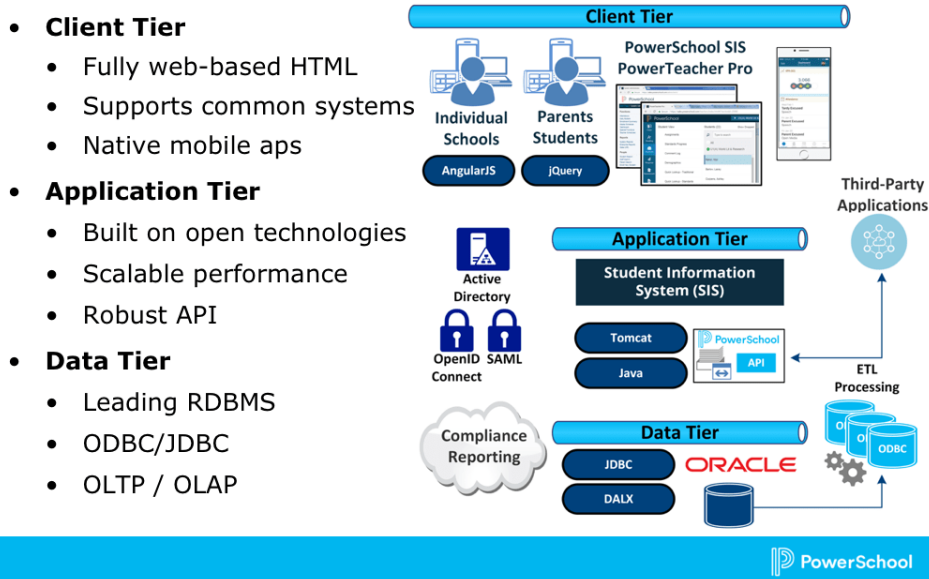 Client Tier
Fully web-based HTML
Supports common systems
Native mobile aps
Application Tier
Built on open technologies
Scalable performance
Robust API
Data Tier
Leading RDBMS
ODBC/JDBC
OLTP / OLAP
Client Tier
Individual
Schools
AngularJS
Parents
Students
jQuery
PowerSchool SIS
PowerTeacher Pro
PowerSchool
Third-Party
Applications
Active
Directory
OpenID
Connect
SAML
Application Tier
Student Information
System (SIS)
Tomcat
Java
PowerSchool
API
ETL
Processing
ODBC
Compliance
Reporting
Data Tier
JDBC
DALX
ORACLE
PowerSchool